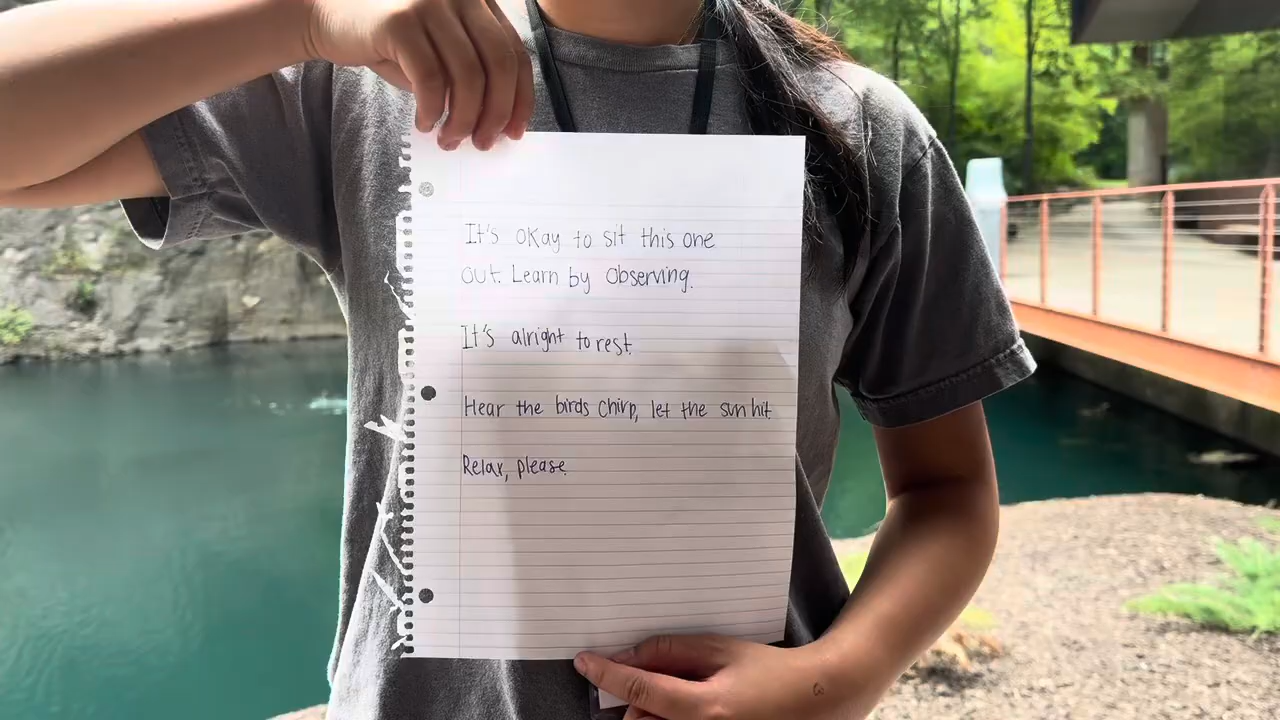 It's okay to sit this one
out. Learn by observing.
It's alright to rest.
Hear the birds chirp, let the sun hit.
Relax, please.